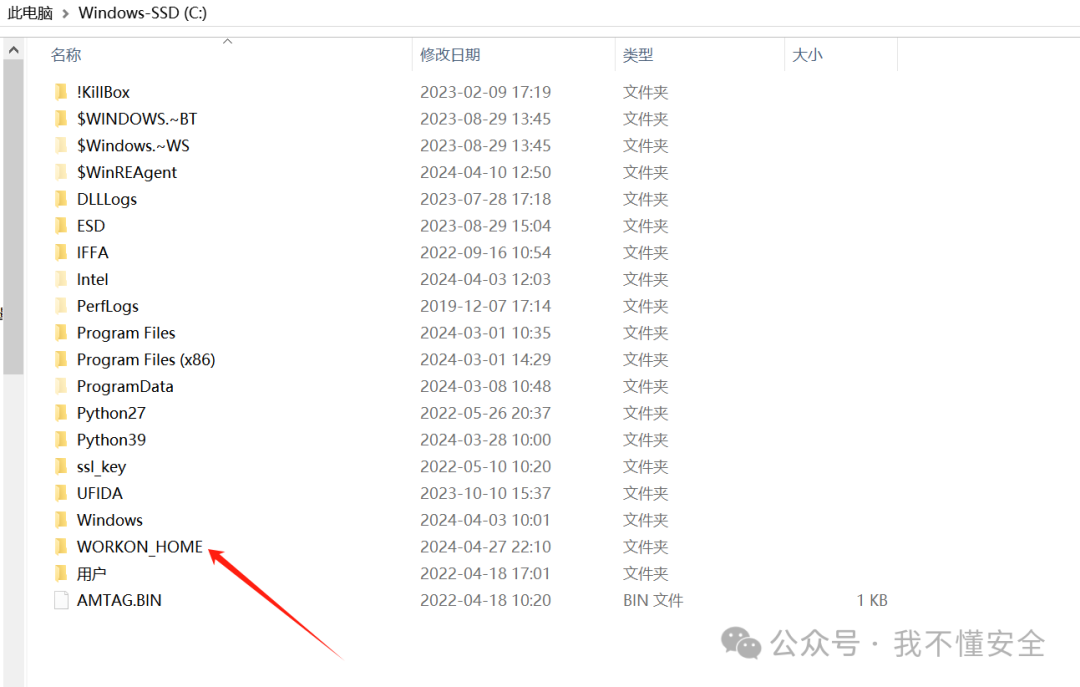 此电脑 > Windows-SSD (C:)
名称 修改日期 类型 大小
!KillBox 2023-02-09 17:19 文件夹
$WINDOWS.~BT 2023-08-29 13:45 文件夹
$Windows.~WS 2023-08-29 13:45 文件夹
$WinREAgent 2024-04-10 12:50 文件夹
DLLLogs 2023-07-28 17:18 文件夹
ESD 2023-08-29 15:04 文件夹
IFFA 2022-09-16 10:54 文件夹
Intel 2024-04-03 12:03 文件夹
PerfLogs 2019-12-07 17:14 文件夹
Program Files 2024-03-01 10:35 文件夹
Program Files (x86) 2024-03-01 14:29 文件夹
ProgramData 2024-03-08 10:48 文件夹
Python27 2022-05-26 20:37 文件夹
Python39 2024-03-28 10:00 文件夹
ssl_key 2022-05-10 10:20 文件夹
UFIDA 2023-10-10 15:37 文件夹
Windows 2024-04-03 10:01 文件夹
WORKON_HOME 2024-04-27 22:10 文件夹
用户 2022-04-18 17:01 文件夹
AMTAG.BIN 2022-04-18 10:20 BIN 文件 1 KB
公众号 · 我不懂安全